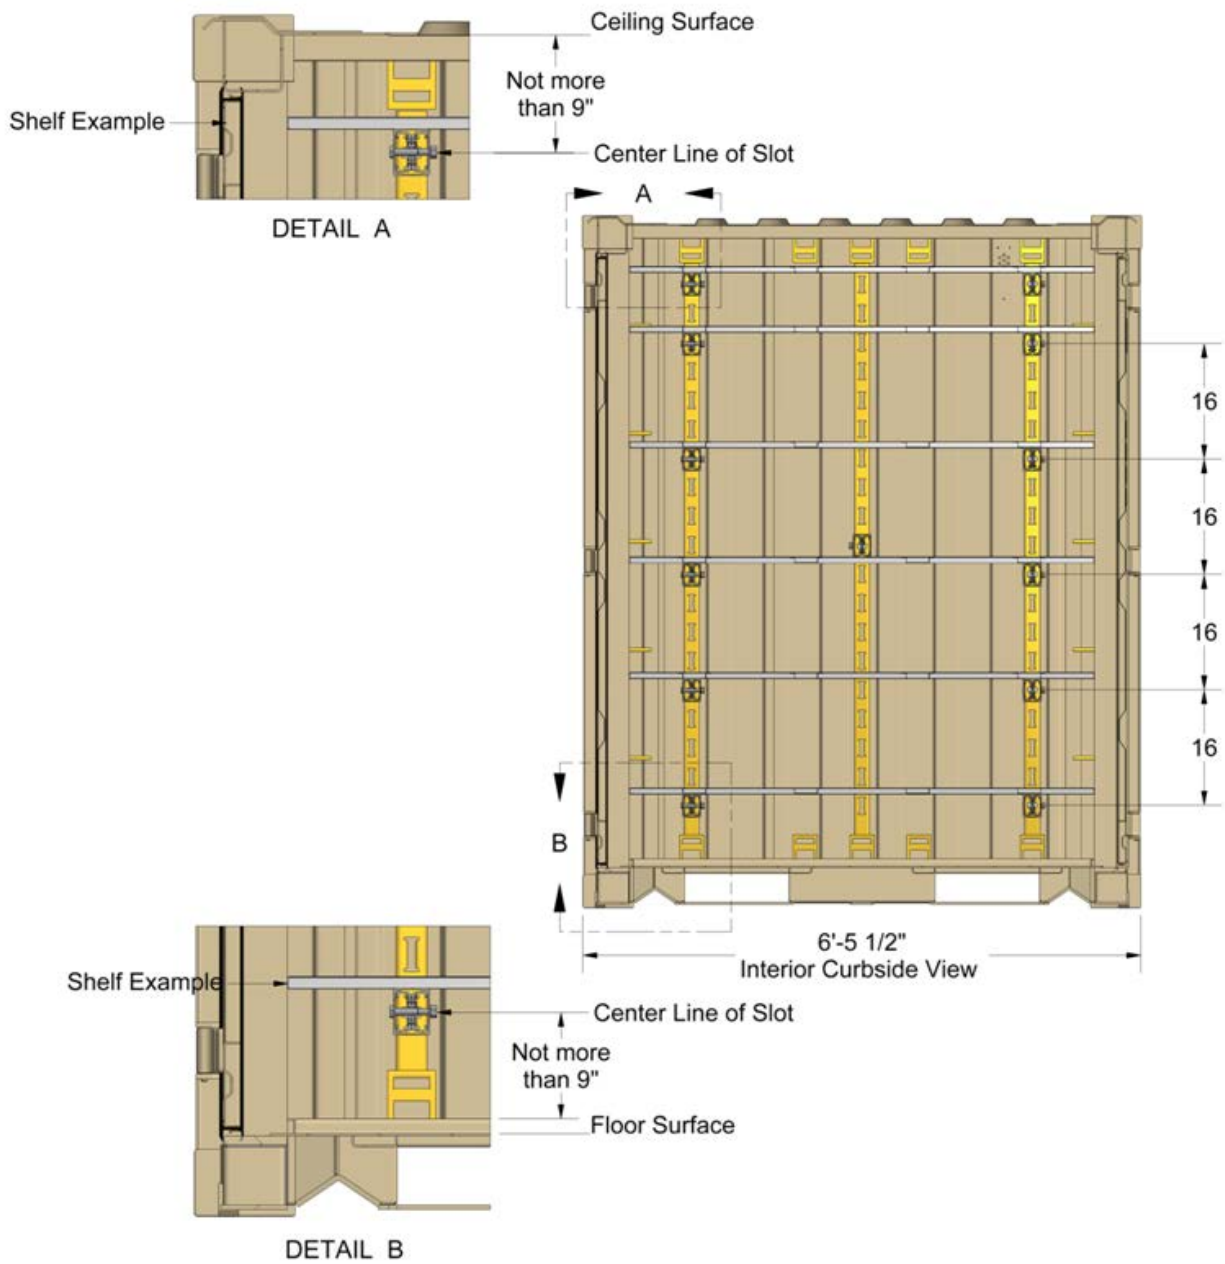 Ceiling Surface
Not more
than 9"
Shelf Example
Center Line of Slot
DETAIL A
A
16
16
16
16
B
6'-5 1/2"
Interior Curbside View
Shelf Example
Center Line of Slot
Not more
than 9"
Floor Surface
DETAIL B